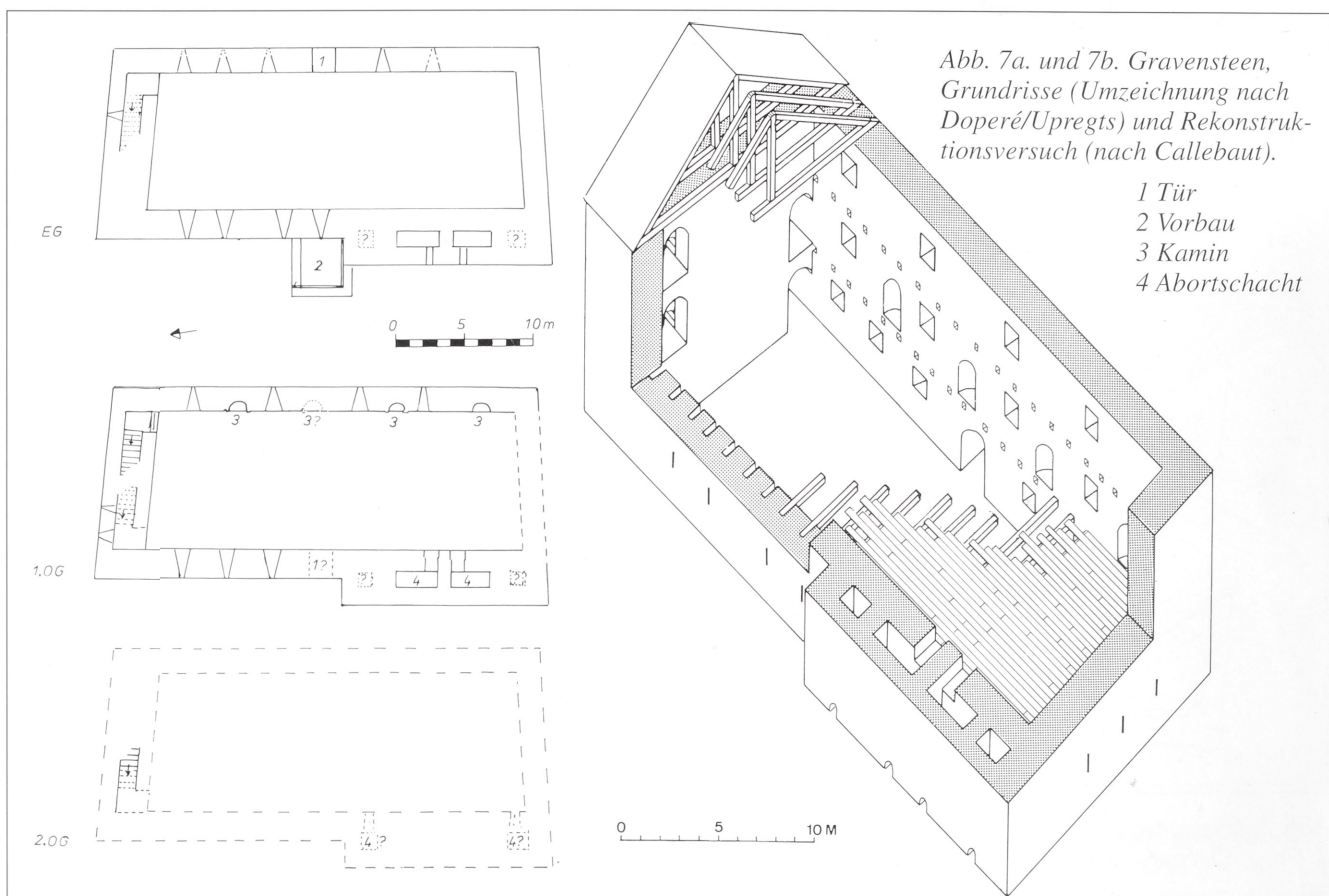 Abb. 7a. und 7b. Gravensteen,
Grundrisse (Umzeichnung nach
Doperé/Upregts) und Rekonstruk-
tionsversuch (nach Callebaut).
1 Tür
2 Vorbau
3 Kamin
4 Abortschacht
1
EG
? ?
2
0 5 10 m
3 3? 3 3
1.OG
1? ? 4 4 ?
2.OG
4? 4?
0 5 10 M